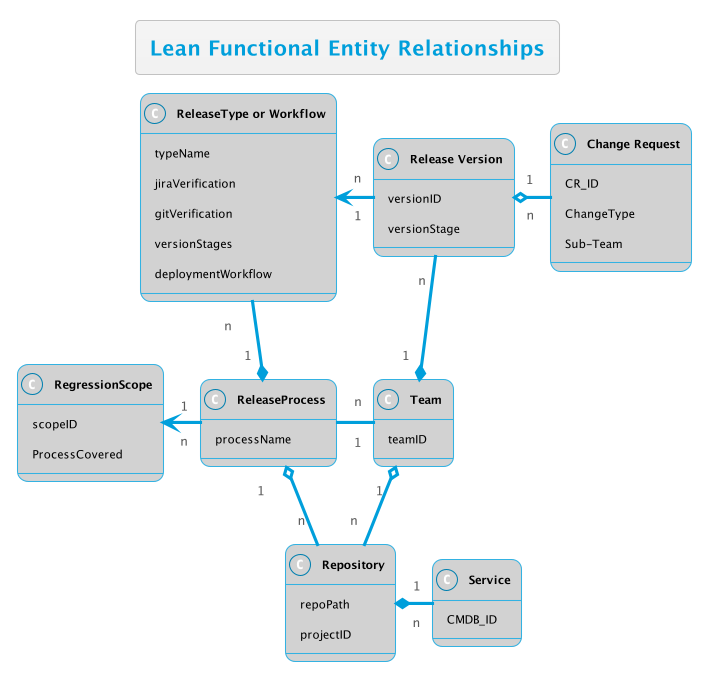 Lean Functional Entity Relationships
C ReleaseType or Workflow
typeName
jiraVerification
gitVerification
versionStages
deploymentWorkflow
C Release Version
versionID
versionStage
C Change Request
CR_ID
ChangeType
Sub-Team
n
1
1
n
n
1
n
1
C RegressionScope
scopeID
ProcessCovered
1
n
C ReleaseProcess
processName
n
1
C Team
teamID
1
n
1
n
C Repository
repoPath
projectID
1
n
C Service
CMDB_ID